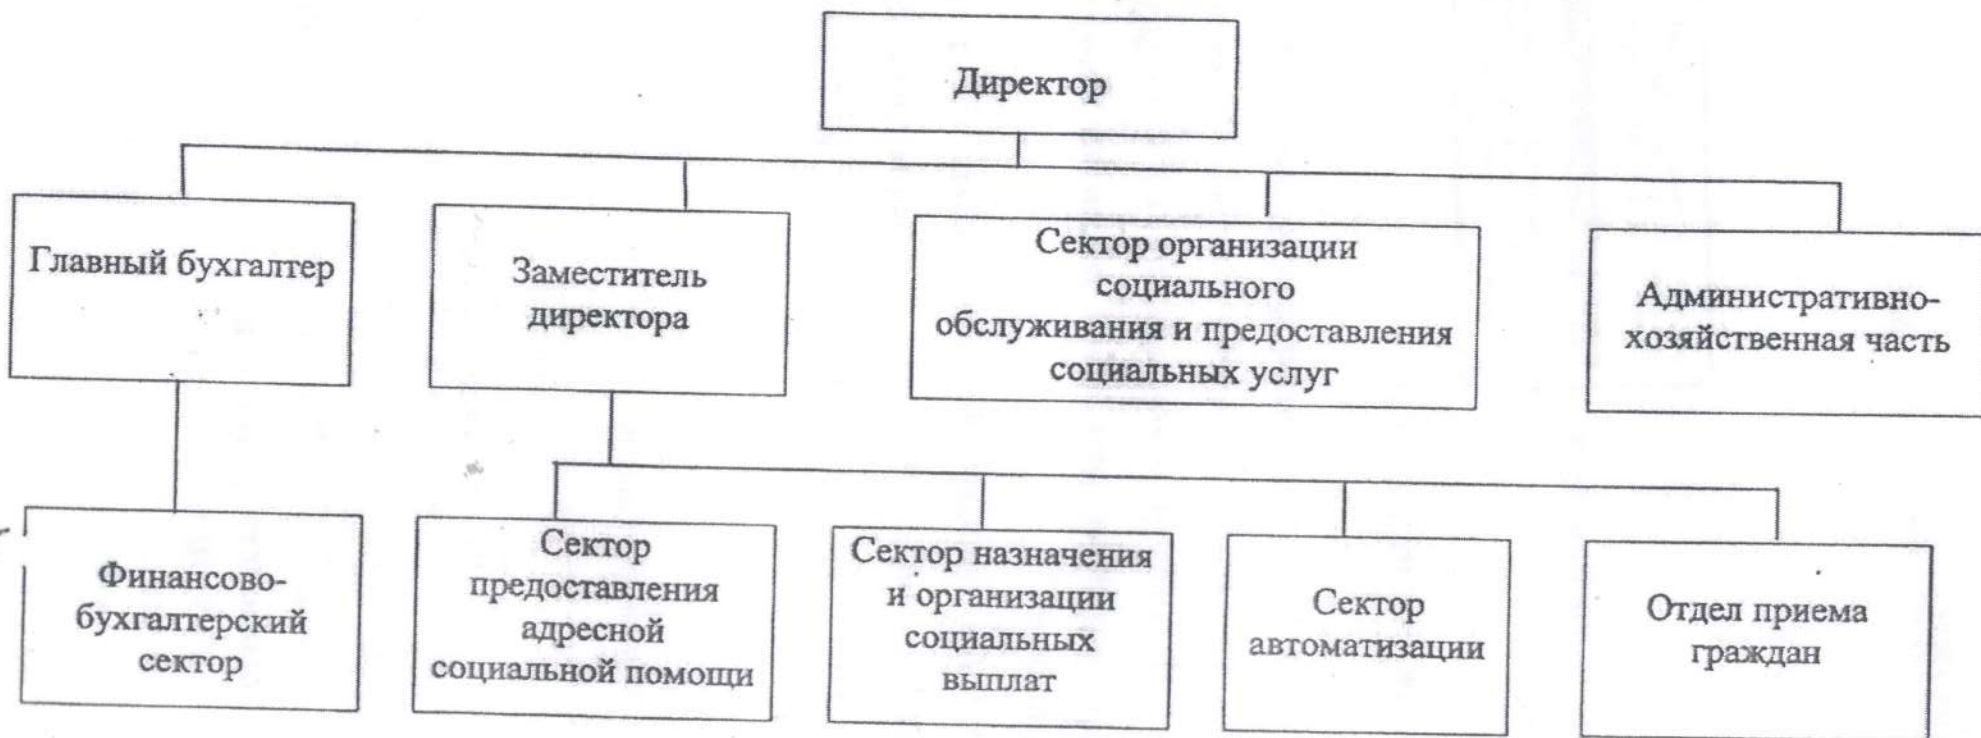 Директор
Главный бухгалтер
Заместитель
директора
Сектор организации
социального
обслуживания и предоставления
социальных услуг
Административно-
хозяйственная часть
Финансово-
бухгалтерский
сектор
Сектор
предоставления
адресной
социальной помощи
Сектор назначения
и организации
социальных
выплат
Сектор
автоматизации
Отдел приема
граждан